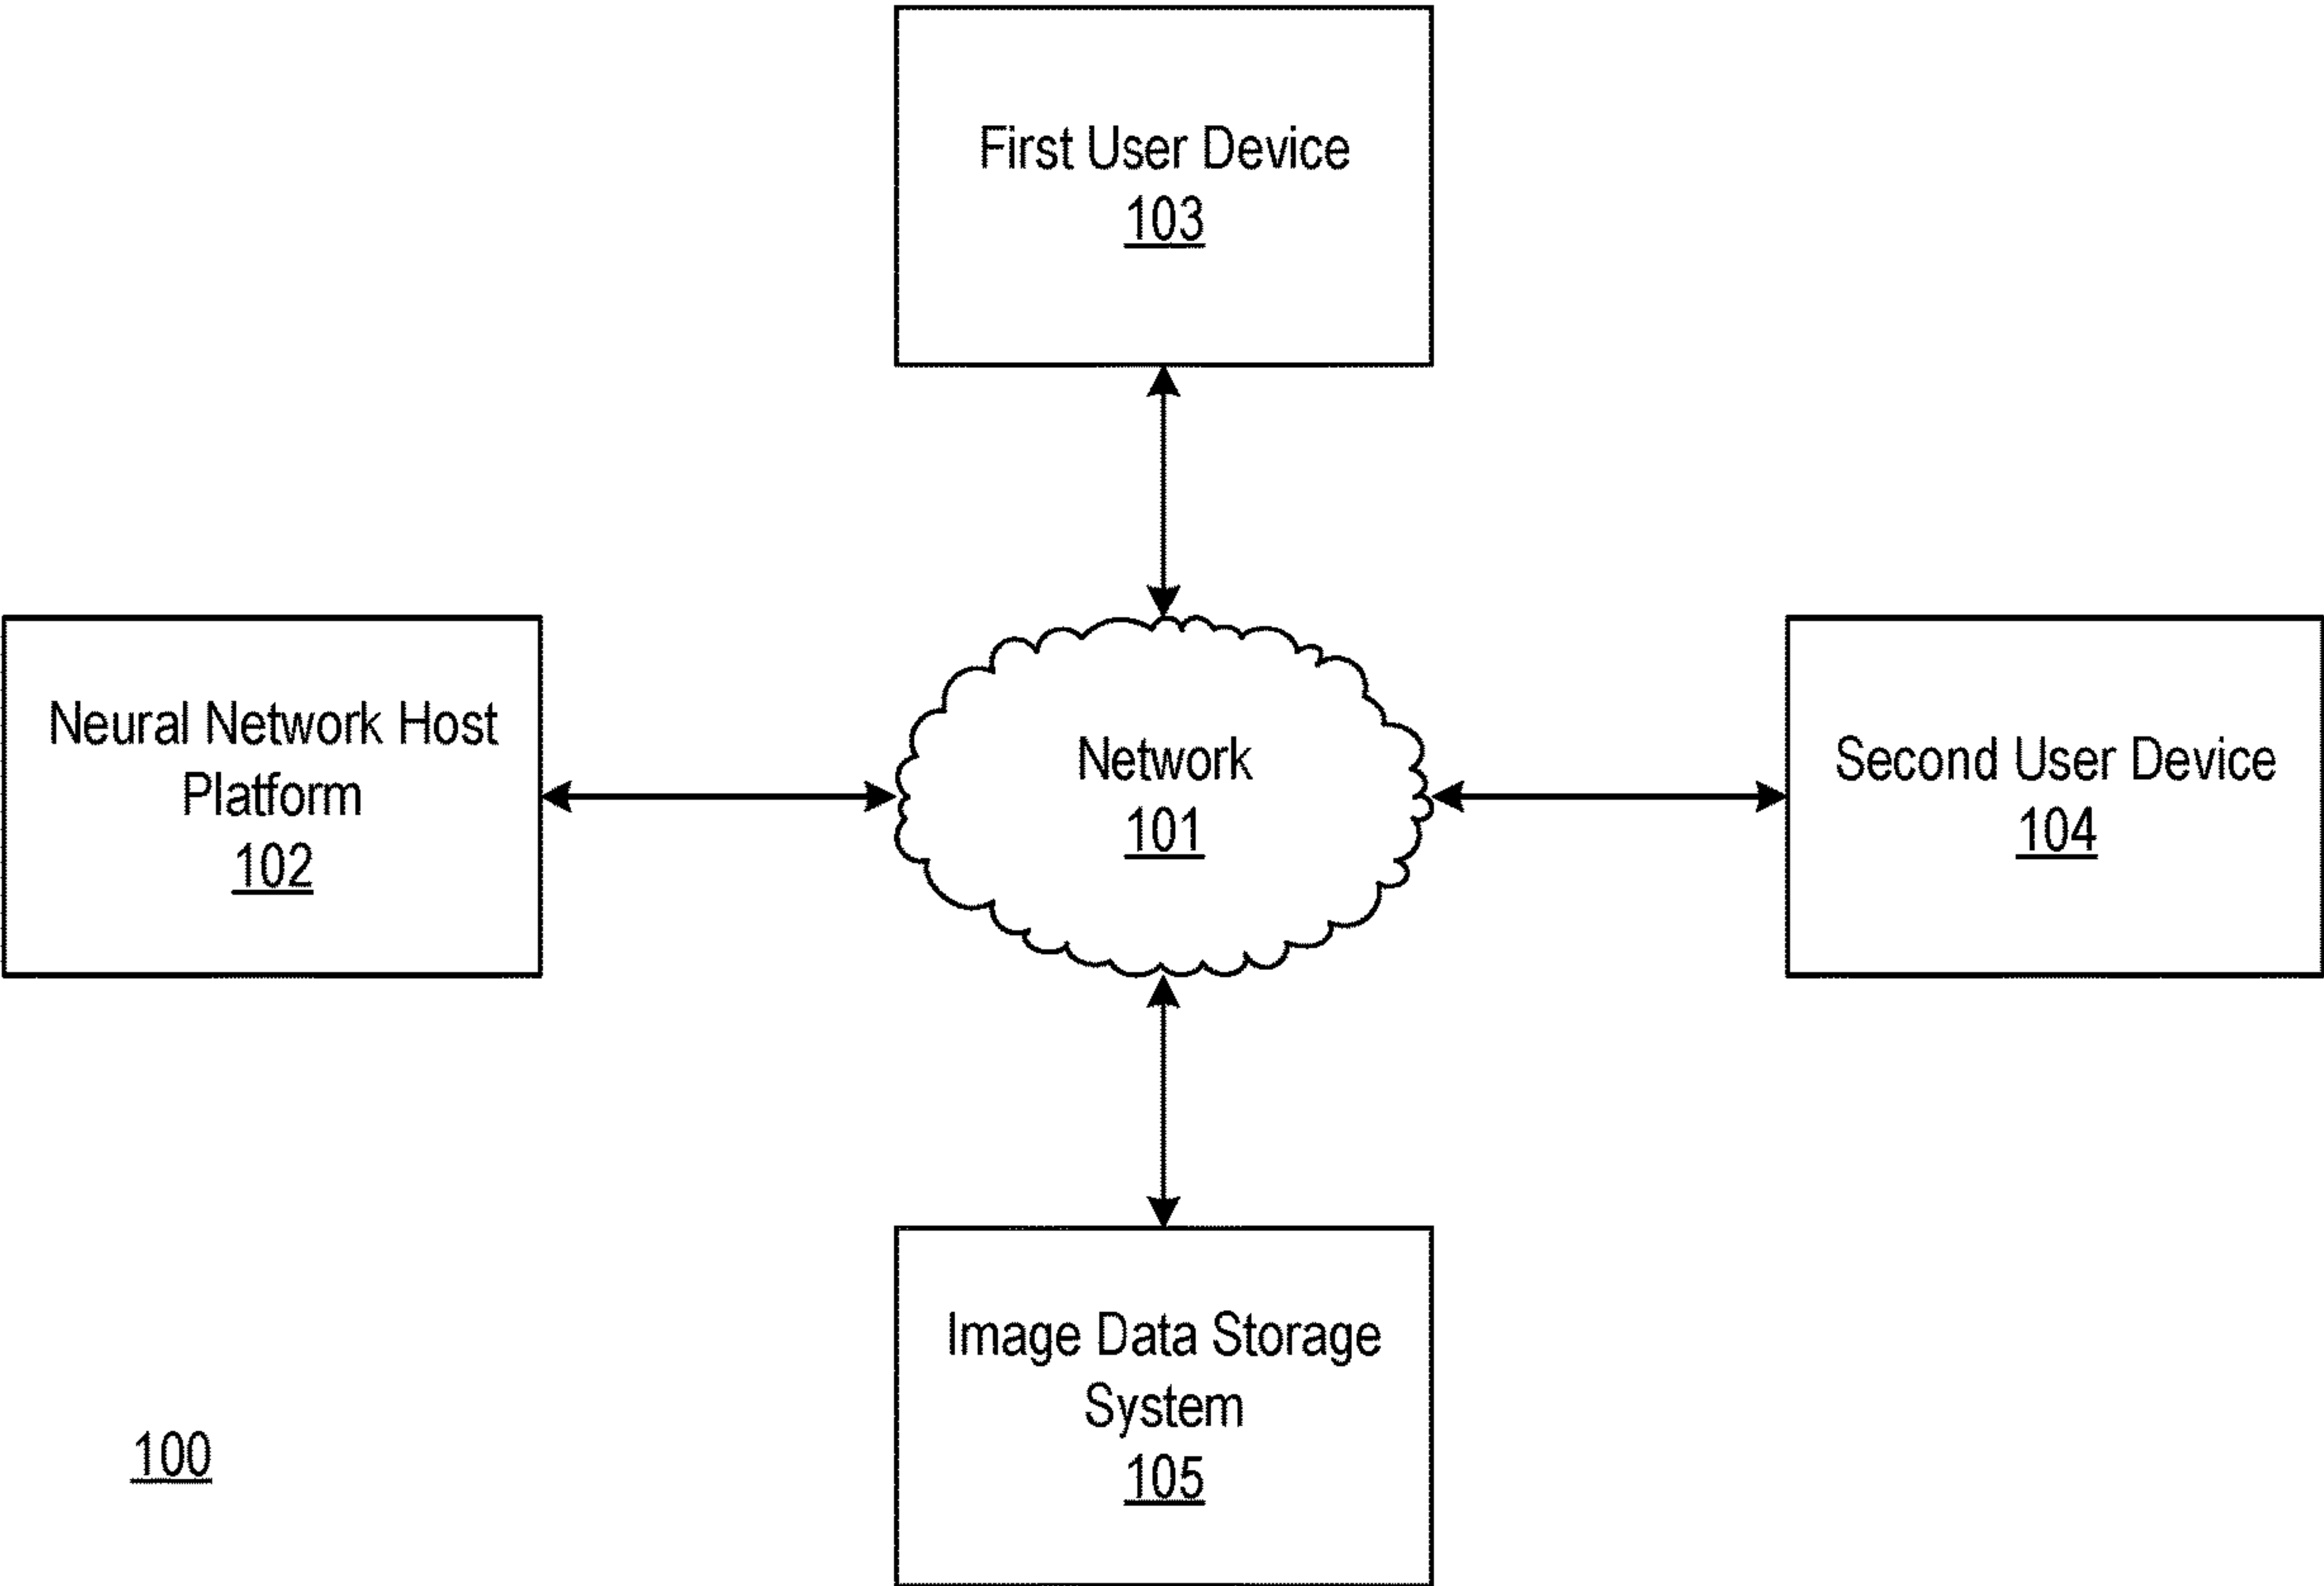 First User Device
103
Neural Network Host
Platform
102
Network
101
Second User Device
104
Image Data Storage
System
105
100